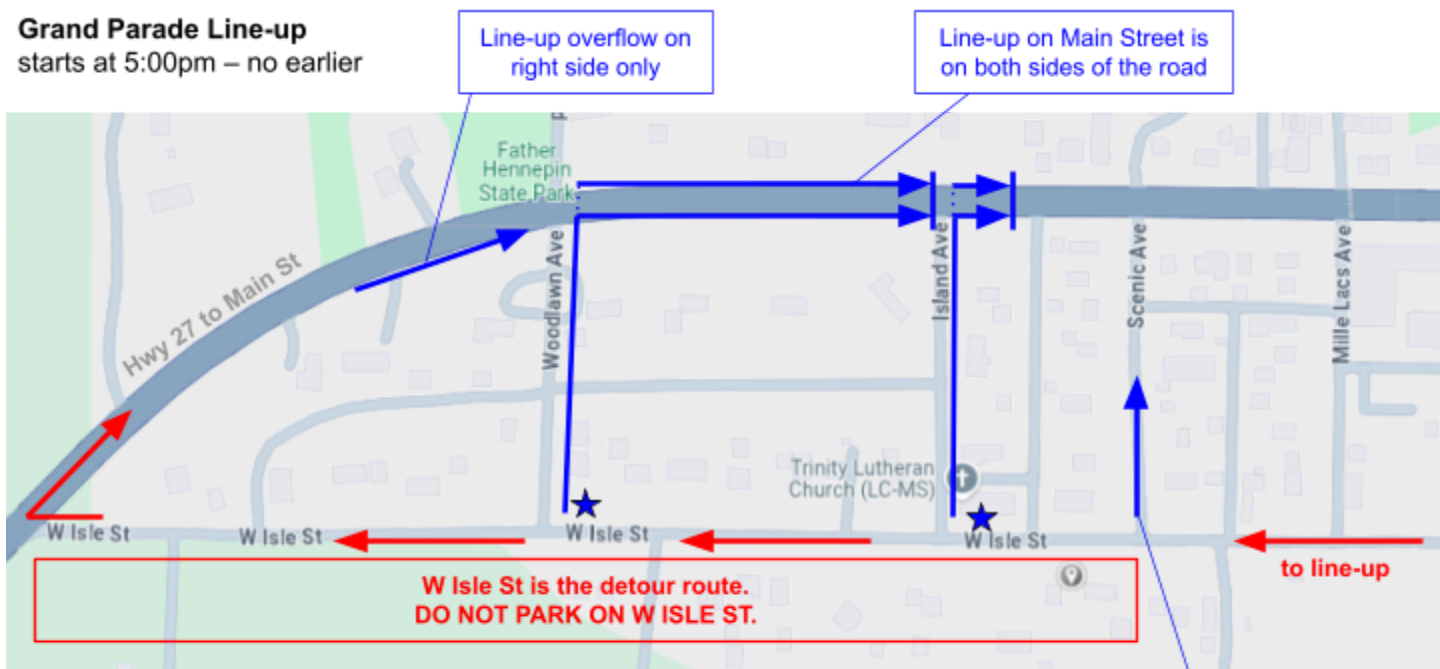 Grand Parade Line-up
starts at 5:00pm – no earlier
Line-up overflow on
right side only
Line-up on Main Street is
on both sides of the road
Father
Hennepin
State Park
Hwy 27 to Main St
Woodlawn Ave
Island Ave
Scenic Ave
Mille Lacs Ave
Trinity Lutheran
Church (LC-MS)
W Isle St
W Isle St
W Isle St
W Isle St
to line-up
W Isle St is the detour route.
DO NOT PARK ON W ISLE ST.